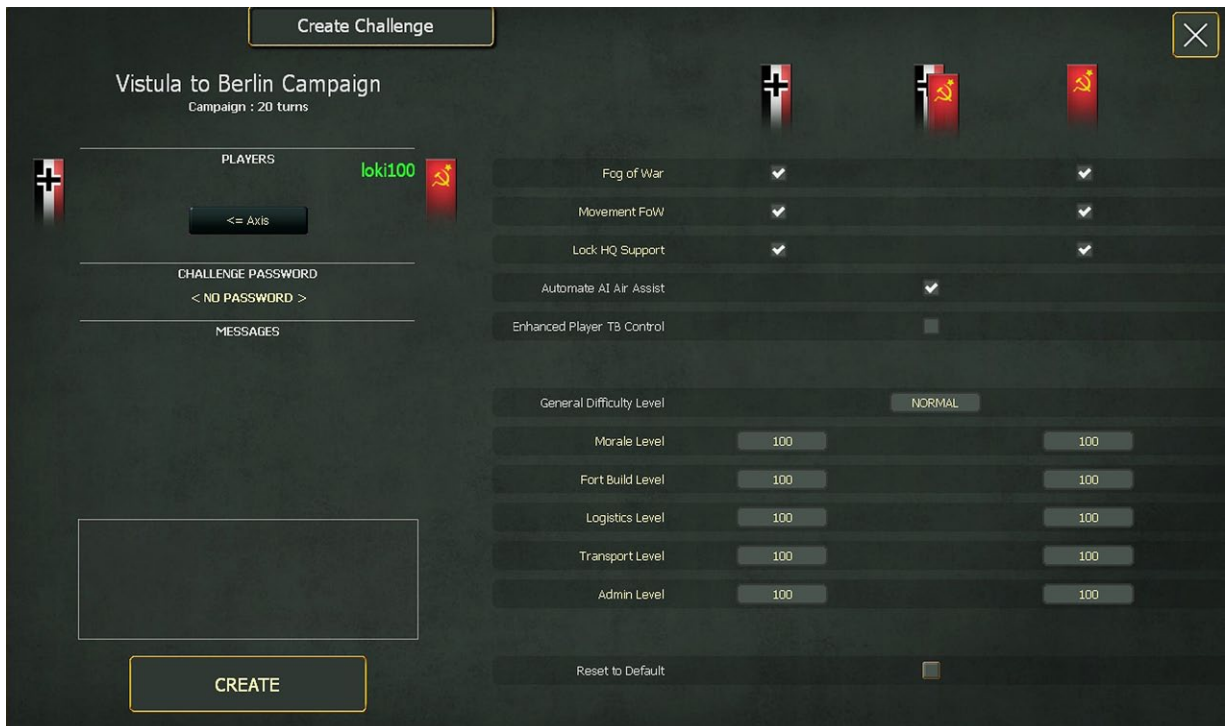 Create Challenge
Vistula to Berlin Campaign
Campaign : 20 turns
PLAYERS
loki100
<= Axis
CHALLENGE PASSWORD
< NO PASSWORD >
MESSAGES
CREATE
Fog of War
Movement FoW
Lock HQ Support
Automate AI Air Assist
Enhanced Player TB Control
General Difficulty Level NORMAL
Morale Level 100 100
Fort Build Level 100 100
Logistics Level 100 100
Transport Level 100 100
Admin Level 100 100
Reset to Default